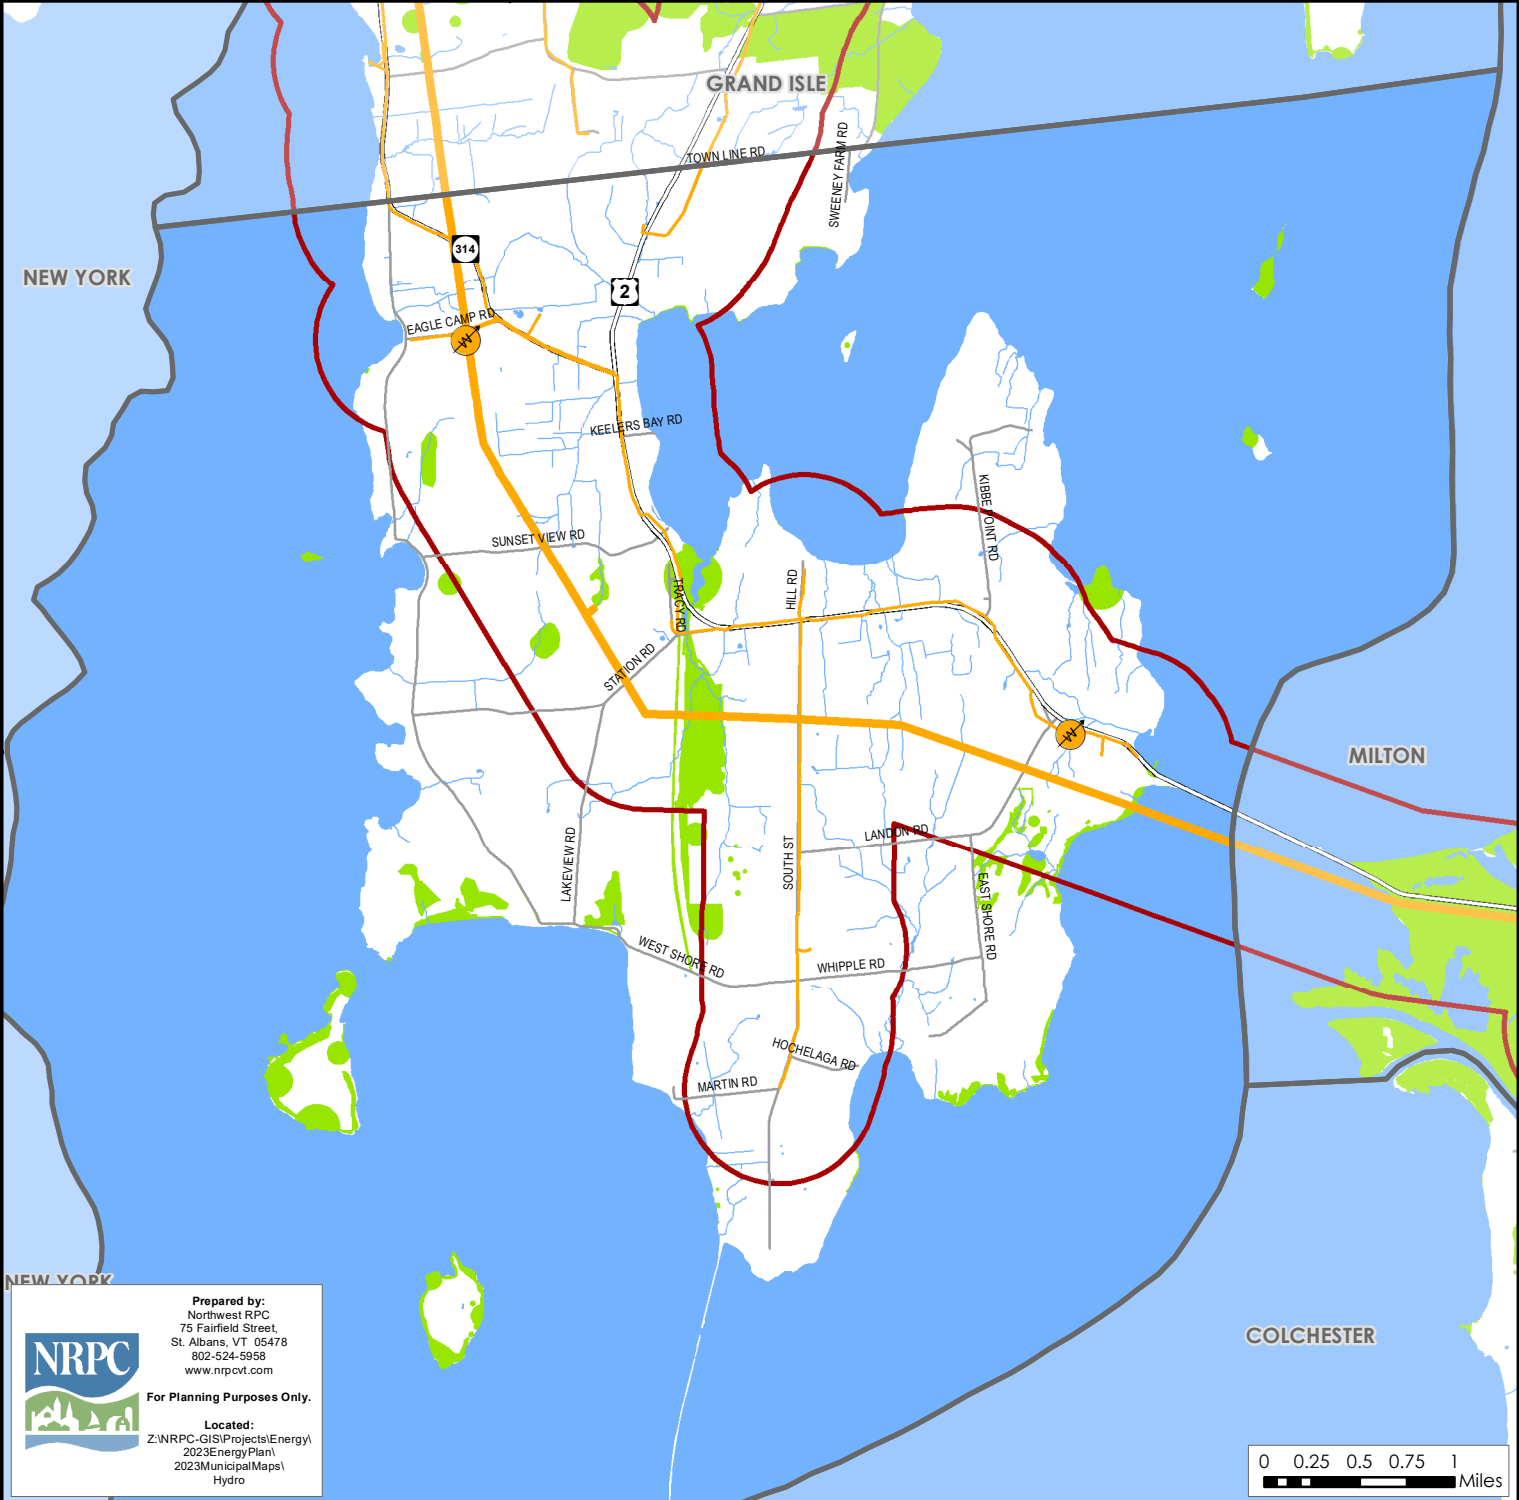 GRAND ISLE
TOWN LINE RD
SWEENEY FARM RD
314
NEW YORK
2
EAGLE CAMP RD
W
KEELERS BAY RD
KIBBE POINT RD
SUNSET VIEW RD
HILL RD
TRACY RD
STATION RD
W
MILTON
LANDON RD
LAKEVIEW RD
SOUTH ST
EAST SHORE RD
WEST SHORE RD
WHIPPLE RD
HOCHELAGA RD
MARTIN RD
NEW YORK
COLCHESTER
NRPC
Prepared by:
Northwest RPC
75 Fairfield Street,
St. Albans, VT 05478
802-524-5958
www.nrpcvt.com
For Planning Purposes Only.
Located:
Z:\NRPC-GIS\Projects\Energy\
2023EnergyPlan\
2023MunicipalMaps\
Hydro
0 0.25 0.5 0.75 1
Miles